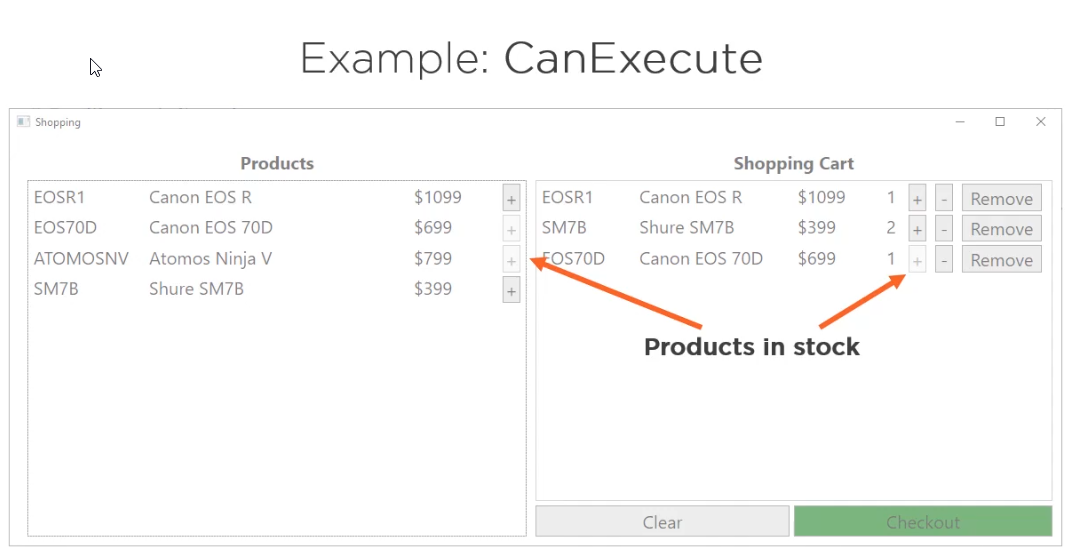 Example: CanExecute
Shopping
Products
EOSR1 Canon EOS R $1099 +
EOS70D Canon EOS 70D $699 +
ATOMOSNV Atomos Ninja V $799 +
SM7B Shure SM7B $399 +
Shopping Cart
EOSR1 Canon EOS R $1099 1 + - Remove
SM7B Shure SM7B $399 2 + - Remove
EOS70D Canon EOS 70D $699 1 + - Remove
Products in stock
Clear
Checkout